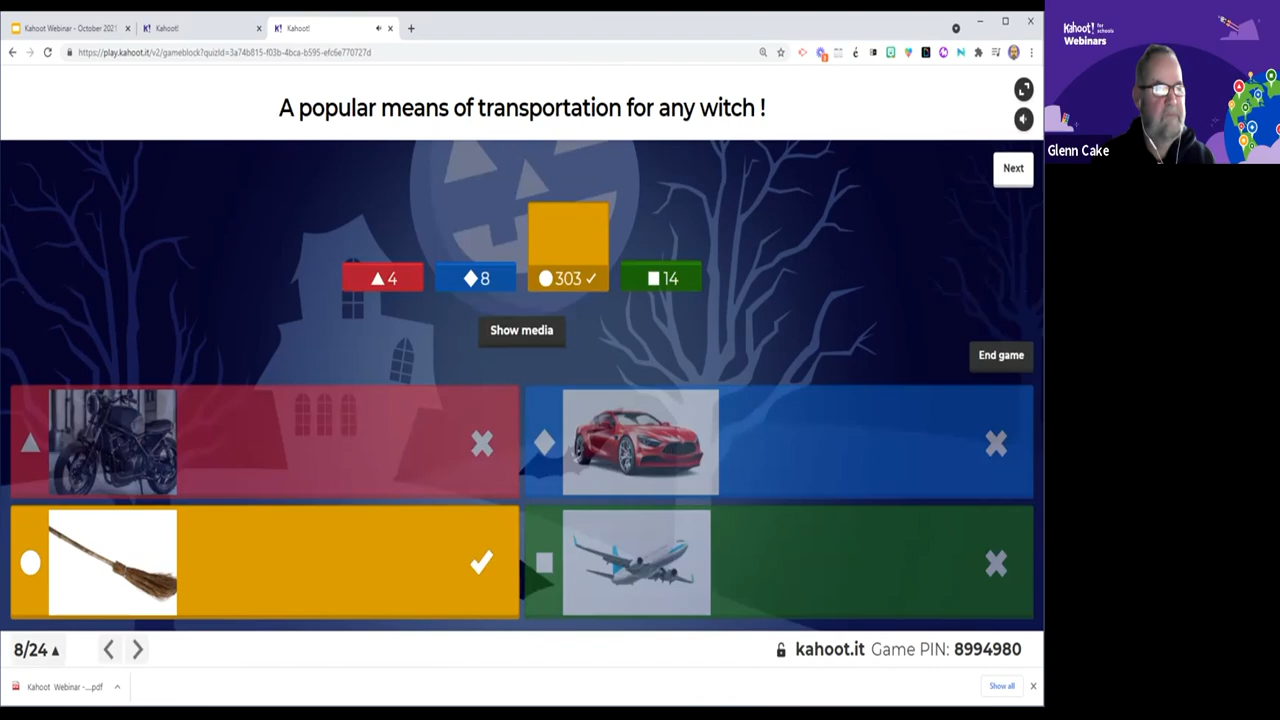 Kahoot Webinar - October 2021
Kahoot!
Kahoot!
https://play.kahoot.it/v2/gameblock?quizId=3a74b815-f03b-4bca-b595-efc6e770727d
A popular means of transportation for any witch !
Next
4
8
303
14
Show media
End game
8/24
kahoot.it Game PIN: 8994980
Kahoot Webinar -....pdf
Show all
Kahoot! for schools
Webinars
Glenn Cake